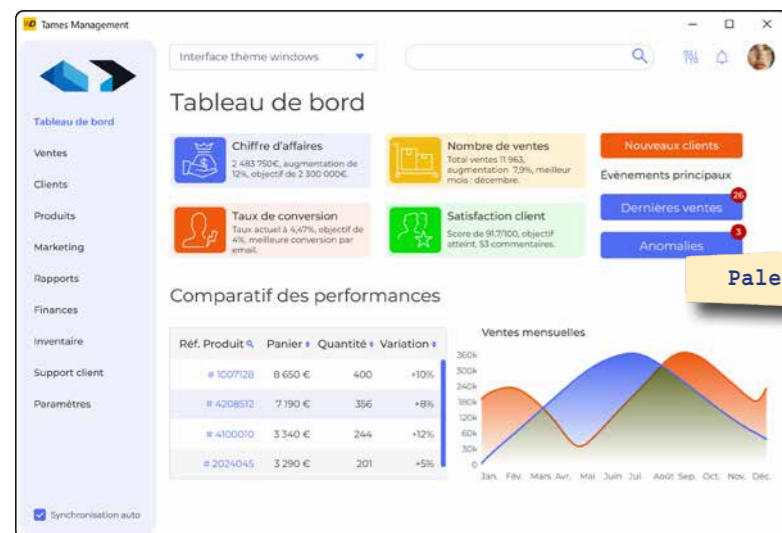 WD Tames Management
Interface thème windows
Tableau de bord
Ventes
Clients
Produits
Marketing
Rapports
Finances
Inventaire
Support client
Paramètres
Synchronisation auto
Tableau de bord
Chiffre d'affaires
2 483 750€, augmentation de
12%, objectif de 2 300 000€.
Nombre de ventes
Total ventes 11 963,
augmentation 7,9%, meilleur
mois : décembre.
Taux de conversion
Taux actuel à 4,47%, objectif de
4%, meilleure conversion par
email.
Satisfaction client
Score de 91.7/100, objectif
atteint, 53 commentaires.
Nouveaux clients
Évènements principaux
26
Dernières ventes
3
Anomalies
Pale
Comparatif des performances
Réf. Produit Panier Quantité Variation
# 1007128 8 650 € 400 +10%
# 4208512 7 190 € 356 +8%
# 4100010 3 340 € 244 +12%
# 2024045 3 290 € 201 +5%
Ventes mensuelles
360k
300k
240k
180k
120k
60k
30k
0
Jan. Fév. Mars Avr. Mai Juin Jui. Août Sep. Oct. Nov. Déc.